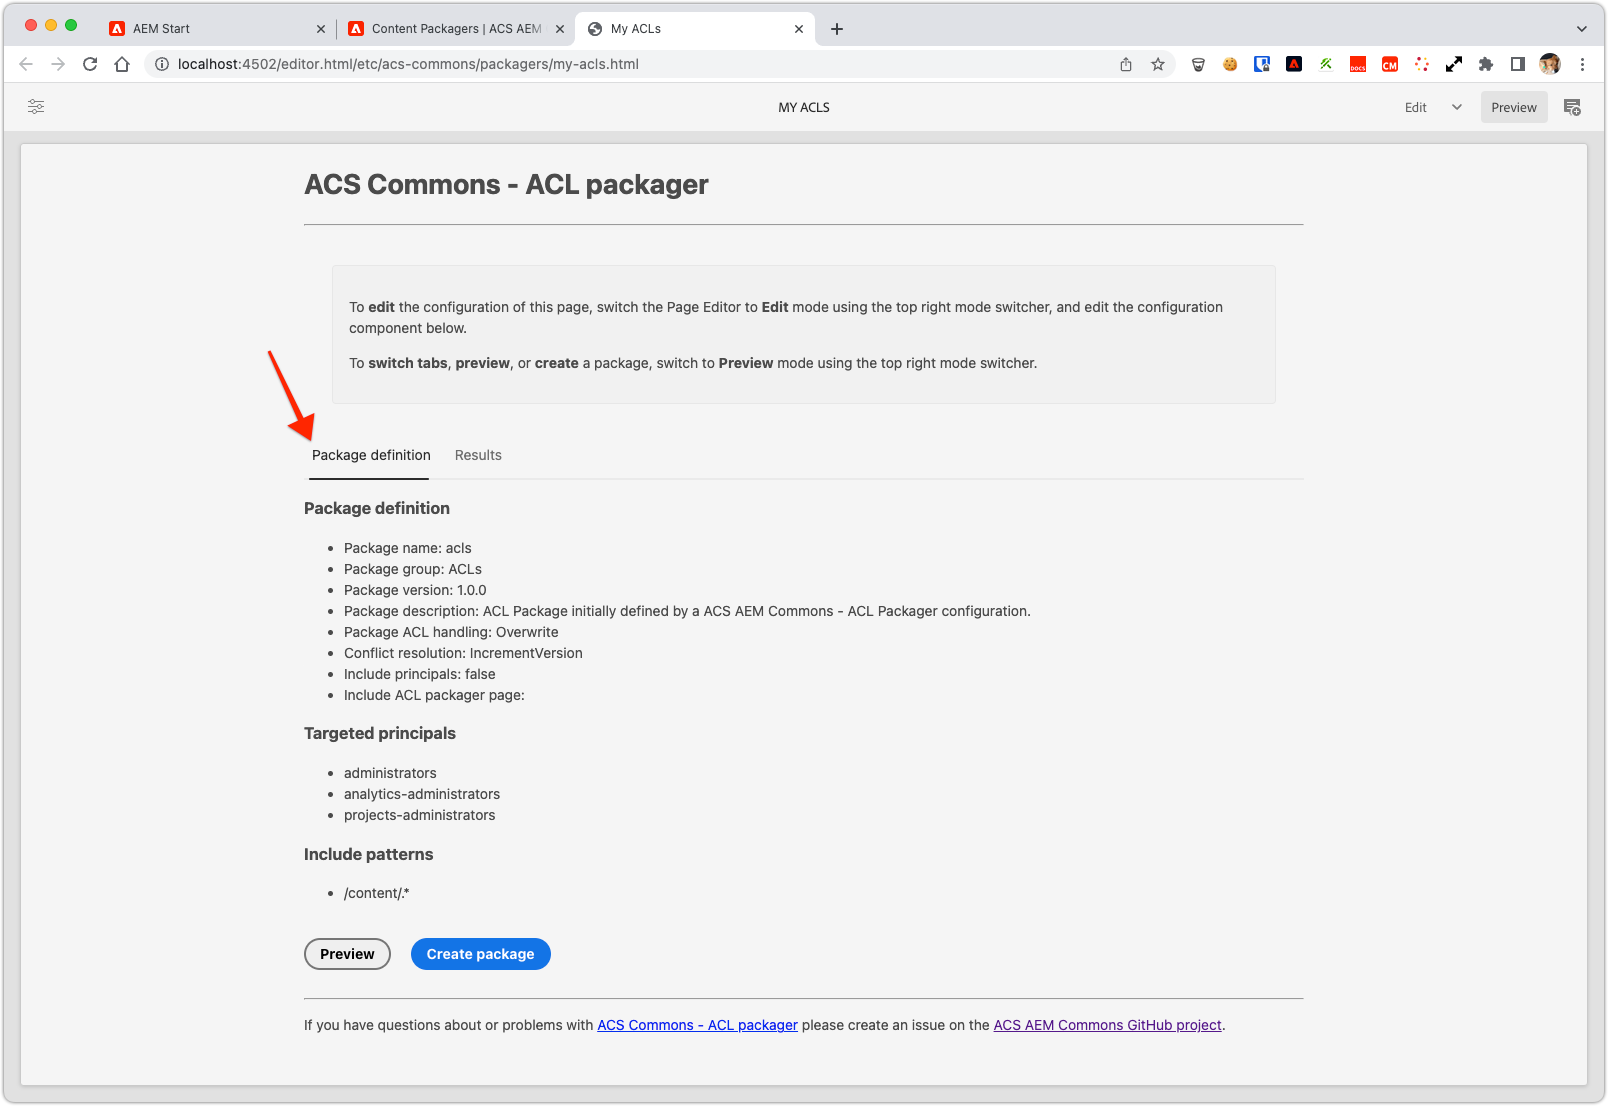 AEM Start
Content Packagers | ACS AEM
My ACLs
localhost:4502/editor.html/etc/acs-commons/packagers/my-acls.html
DOCS
CM
MY ACLS
Edit
Preview
ACS Commons - ACL packager
To edit the configuration of this page, switch the Page Editor to Edit mode using the top right mode switcher, and edit the configuration
component below.
To switch tabs, preview, or create a package, switch to Preview mode using the top right mode switcher.
Package definition
Results
Package definition
• Package name: acls
• Package group: ACLs
• Package version: 1.0.0
• Package description: ACL Package initially defined by a ACS AEM Commons - ACL Packager configuration.
• Package ACL handling: Overwrite
• Conflict resolution: IncrementVersion
• Include principals: false
• Include ACL packager page:
Targeted principals
• administrators
• analytics-administrators
• projects-administrators
Include patterns
• /content/.*
Preview
Create package
If you have questions about or problems with ACS Commons - ACL packager please create an issue on the ACS AEM Commons GitHub project.